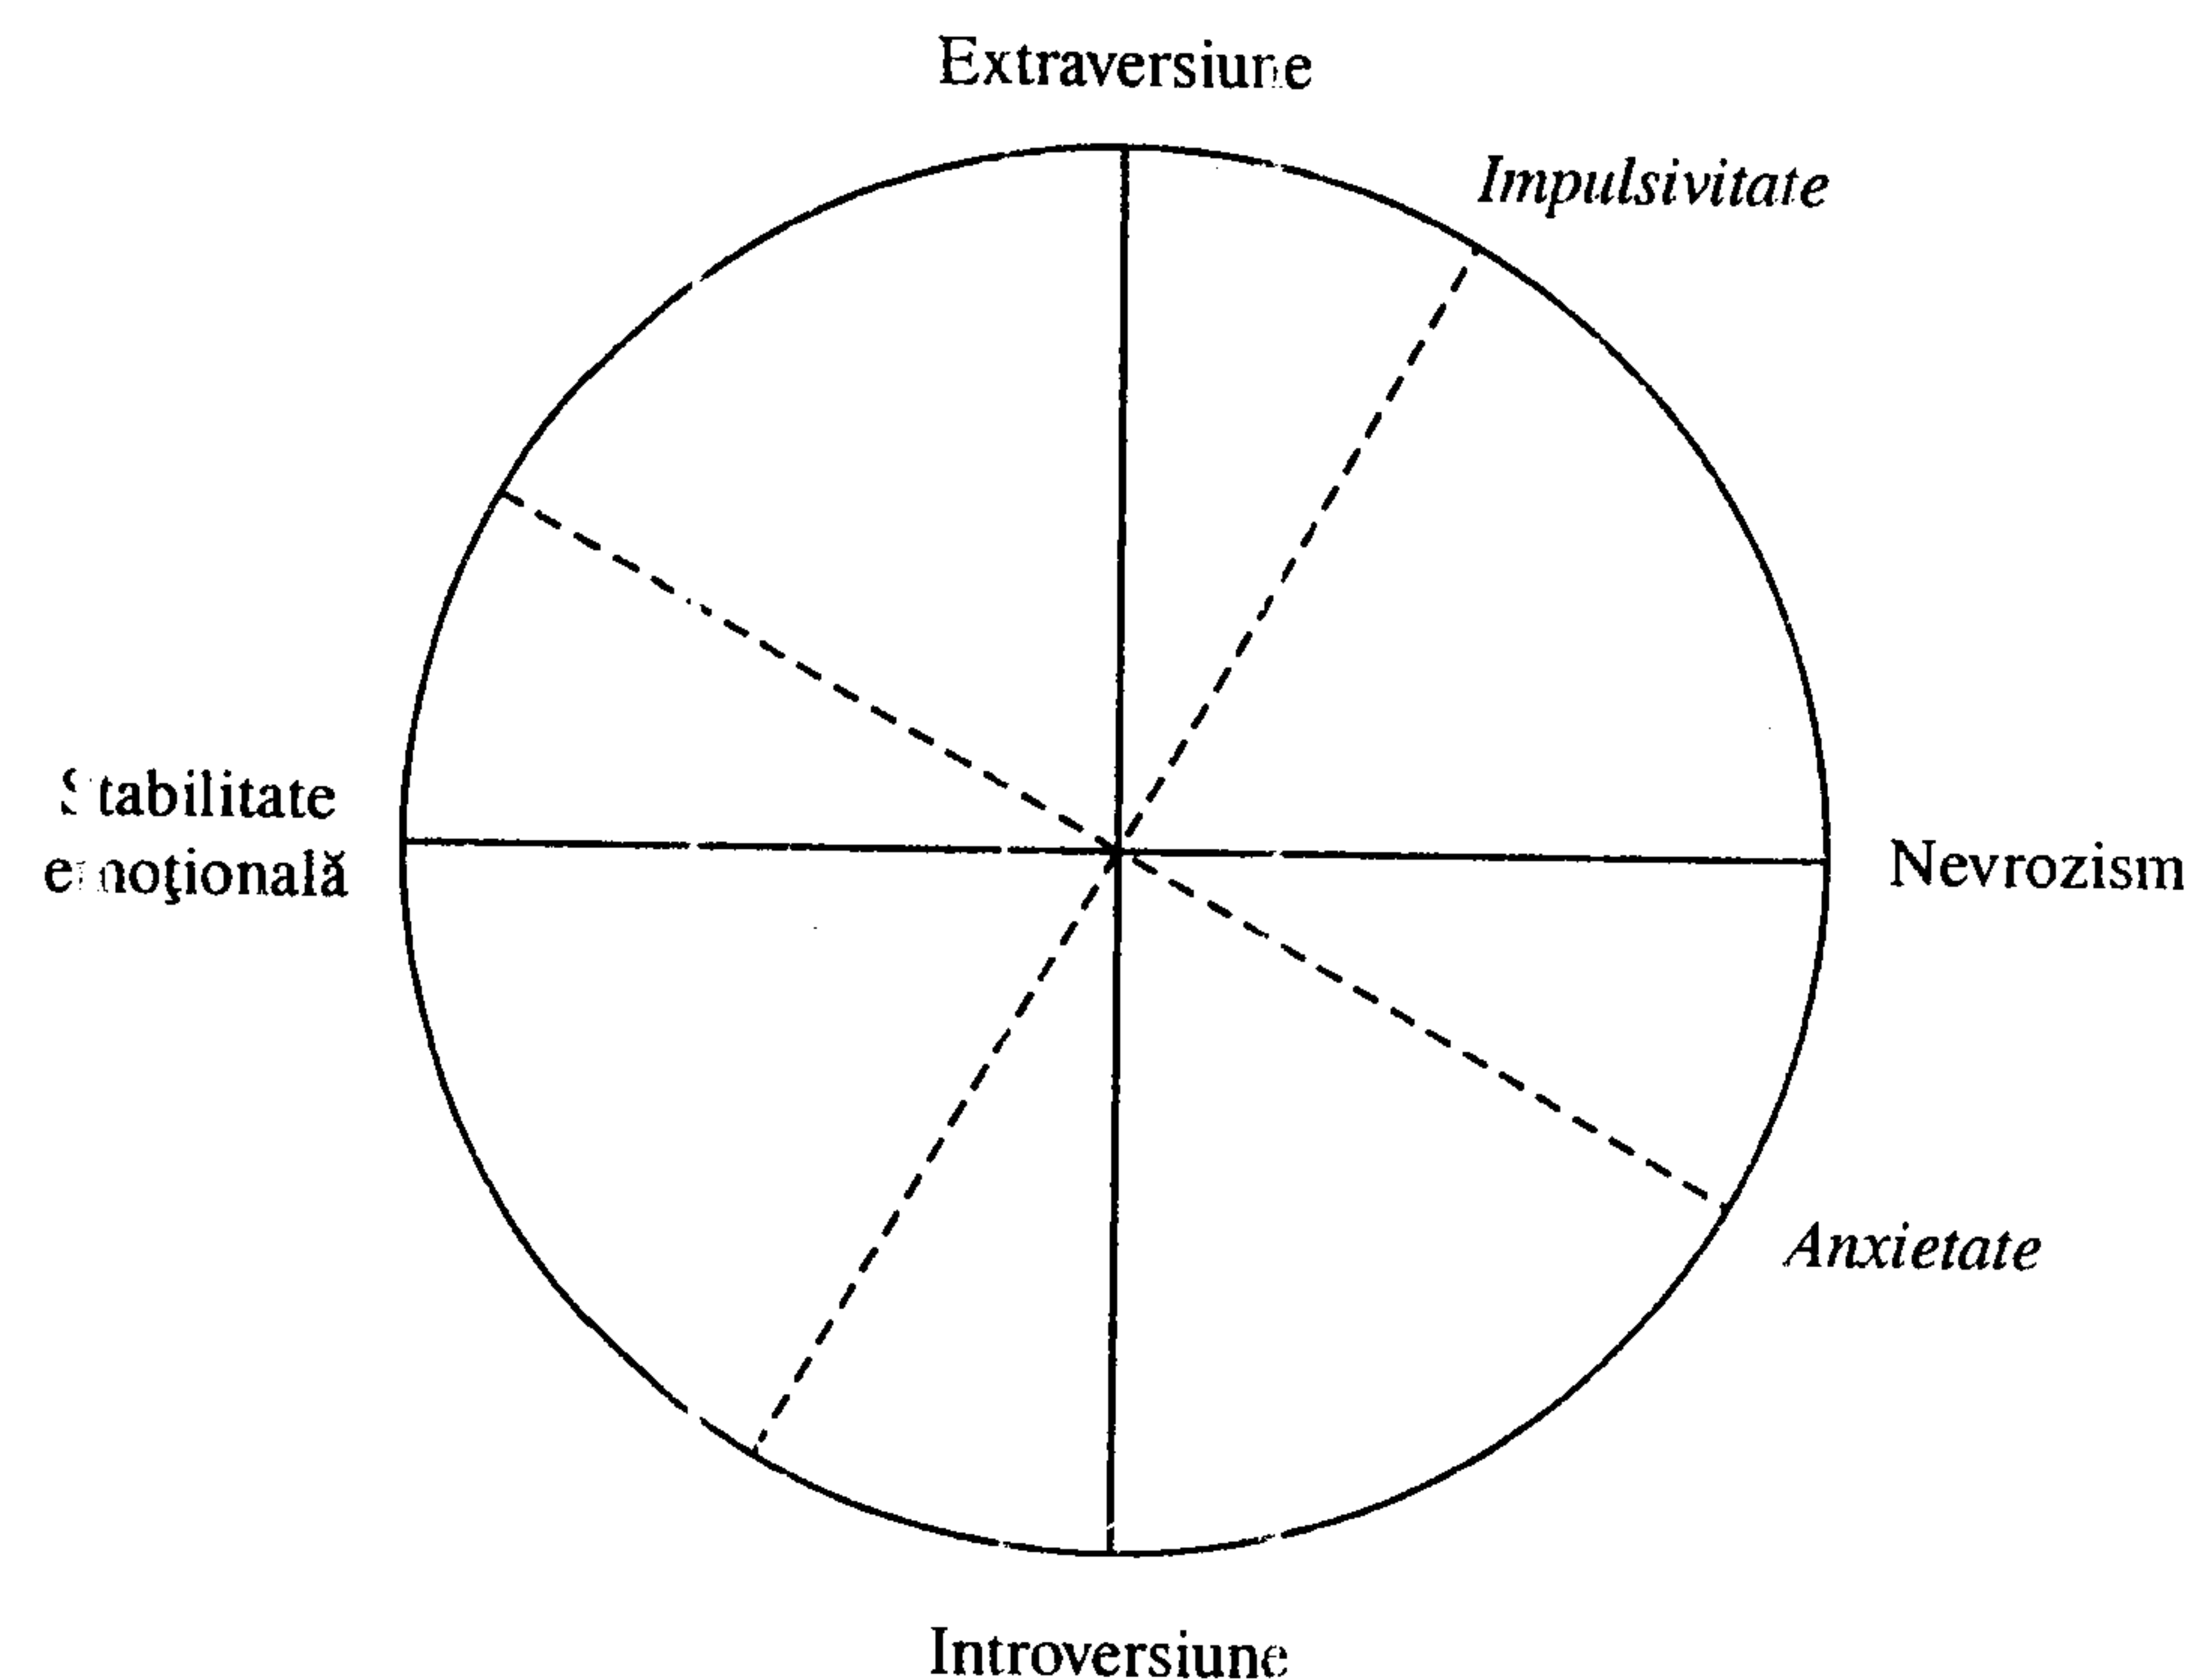 Extraversiune
Impulsivitate
Stabilitate
emoţională
Nevrozism
Anxietate
Introversiune